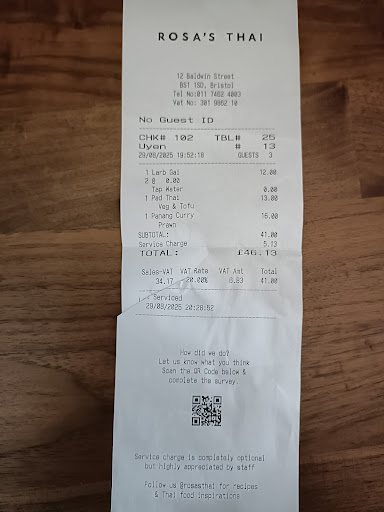 ROSA'S THAI
12 Baldwin Street
BS1 1SD, Bristol
Tel No:011 7462 4003
Vat No: 301 9862 10
No Guest ID
CHK# 102 TBL# 25
Uyen # 13
29/08/2025 18:52:18 GUESTS 3
1 Larb Gai 12.00
2 @ 0.00
Tap Water 0.00
1 Pad Thai 13.00
Veg & Tofu
1 Panang Curry 16.00
Prawn
SUBTOTAL: 41.00
Service Charge 5.13
TOTAL: £46.13
Sales-VAT VAT Rate VAT Amt Total
34.17 20.00% 6.83 41.00
Serviced
29/08/2025 20:28:52
How did we do?
Let us know what you think
Scan the QR Code below &
complete the survey.
Service charge is completely optional
but highly appreciated by staff
Follow us @rosasthai for recipes
& Thai food inspirations